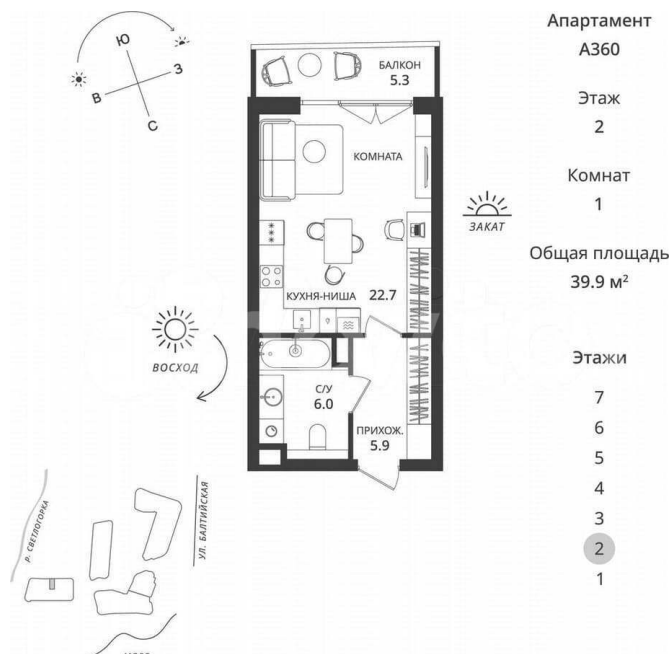 Апартамент
А360
Этаж
2
Комнат
1
Общая площадь
39.9 м²
Этажи
7
6
5
4
3
2
1
Ю
З
В
С
БАЛКОН
5.3
КОМНАТА
ЗАКАТ
КУХНЯ-НИША
22.7
ВОСХОД
С/У
6.0
ПРИХОЖ.
5.9
Р. СВЕТЛОГОРКА
УЛ. БАЛТИЙСКАЯ